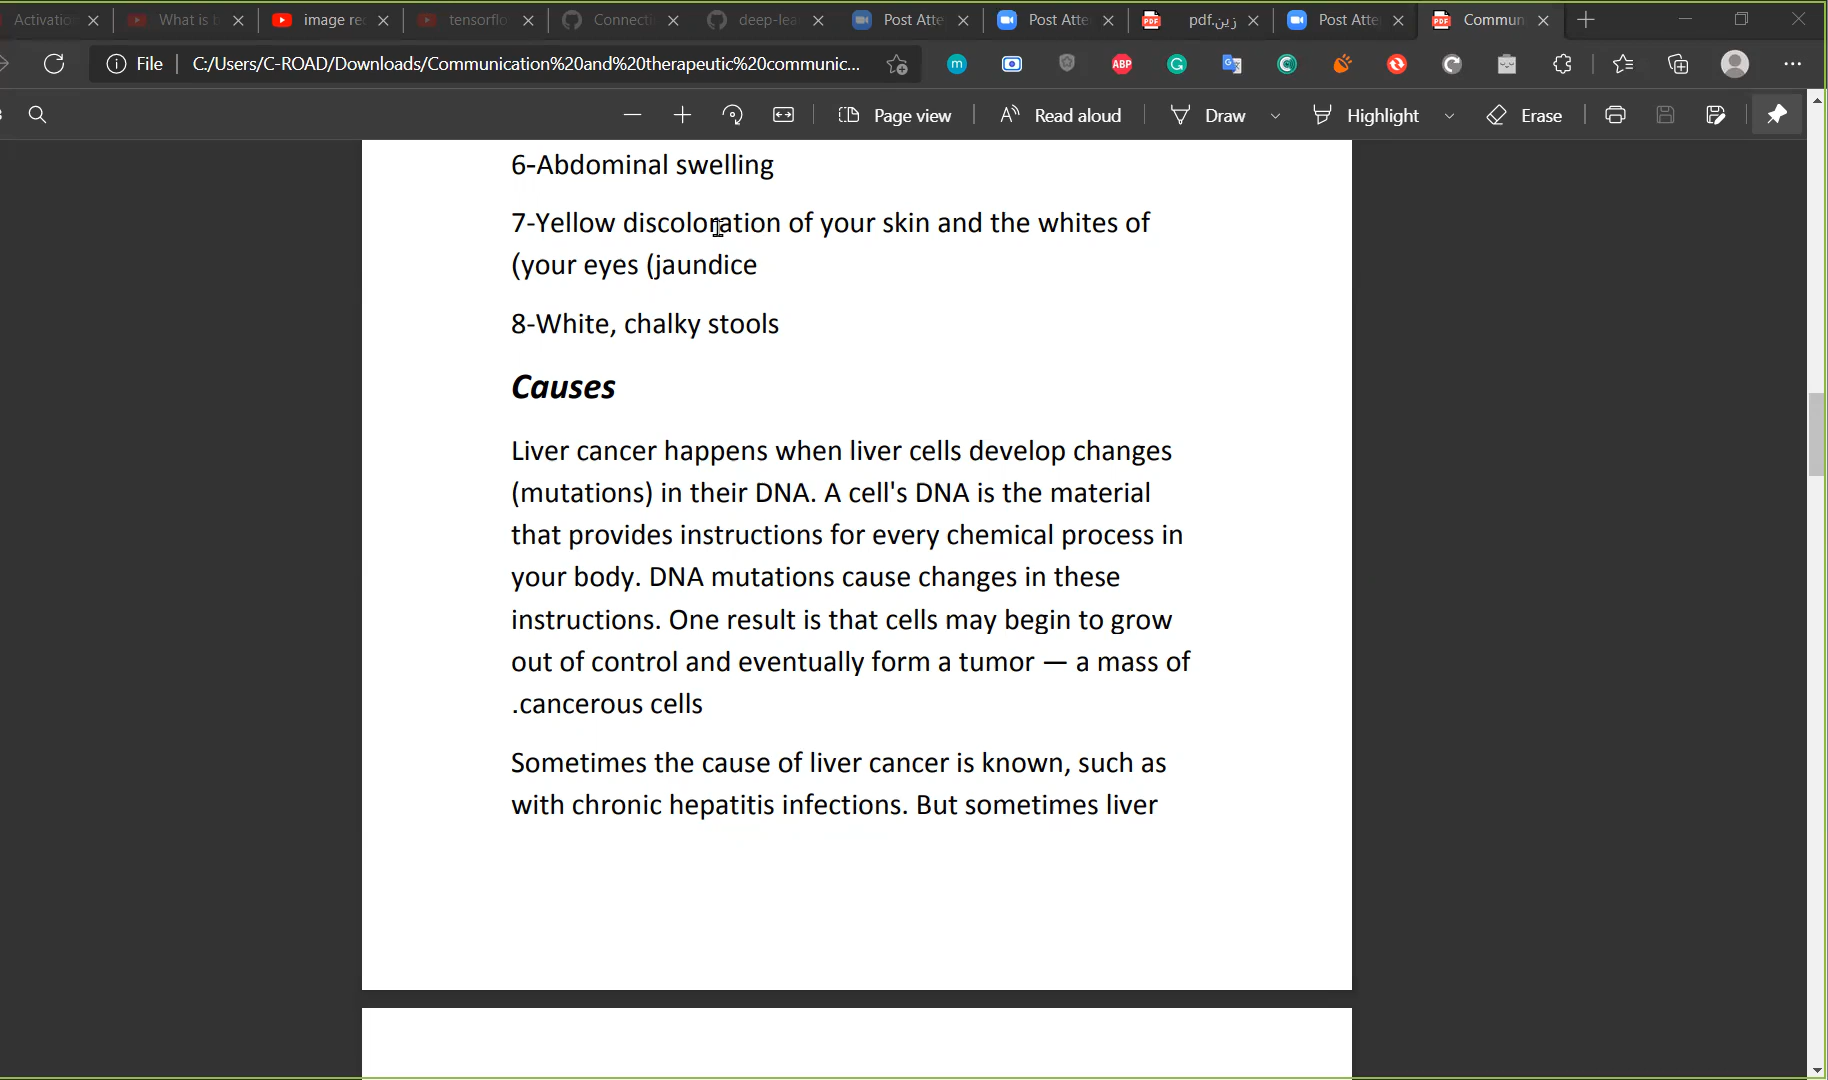 Activatio
What is b
image re
tensorflo
Connecti
deep-lea
Post Atte
Post Atte
زين.pdf
Post Atte
Commun
File
C:/Users/C-ROAD/Downloads/Communication%20and%20therapeutic%20communic...
Page view
Read aloud
Draw
Highlight
Erase
6-Abdominal swelling
7-Yellow discoloration of your skin and the whites of
(your eyes (jaundice
8-White, chalky stools
Causes
Liver cancer happens when liver cells develop changes
(mutations) in their DNA. A cell's DNA is the material
that provides instructions for every chemical process in
your body. DNA mutations cause changes in these
instructions. One result is that cells may begin to grow
out of control and eventually form a tumor — a mass of
.cancerous cells
Sometimes the cause of liver cancer is known, such as
with chronic hepatitis infections. But sometimes liver